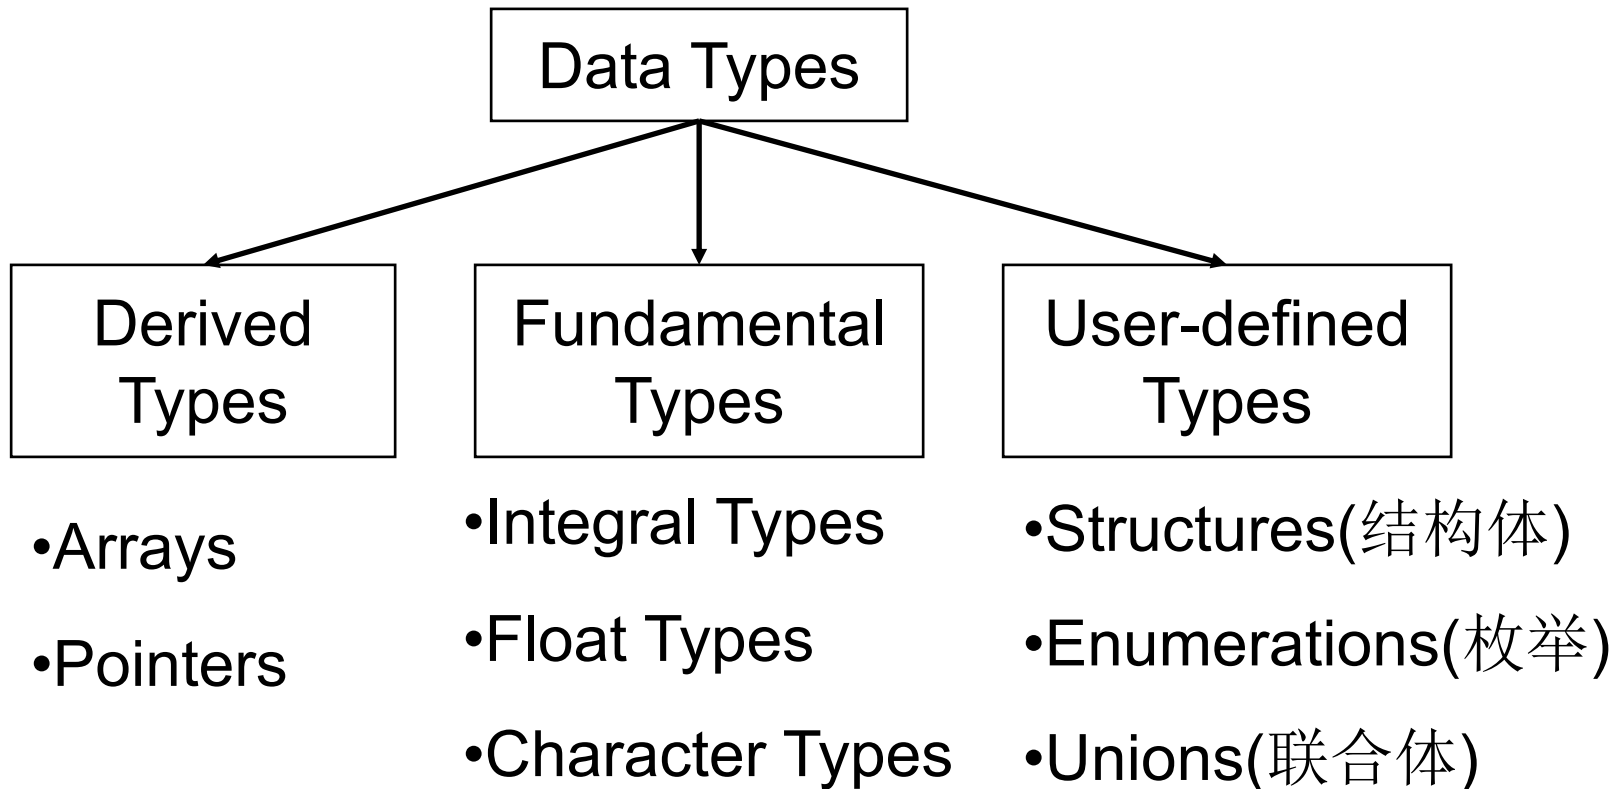 Data Types
Derived
Types
•Arrays
•Pointers
Fundamental
Types
•Integral Types
•Float Types
•Character Types
User-defined
Types
•Structures(结构体)
•Enumerations(枚举)
•Unions(联合体)